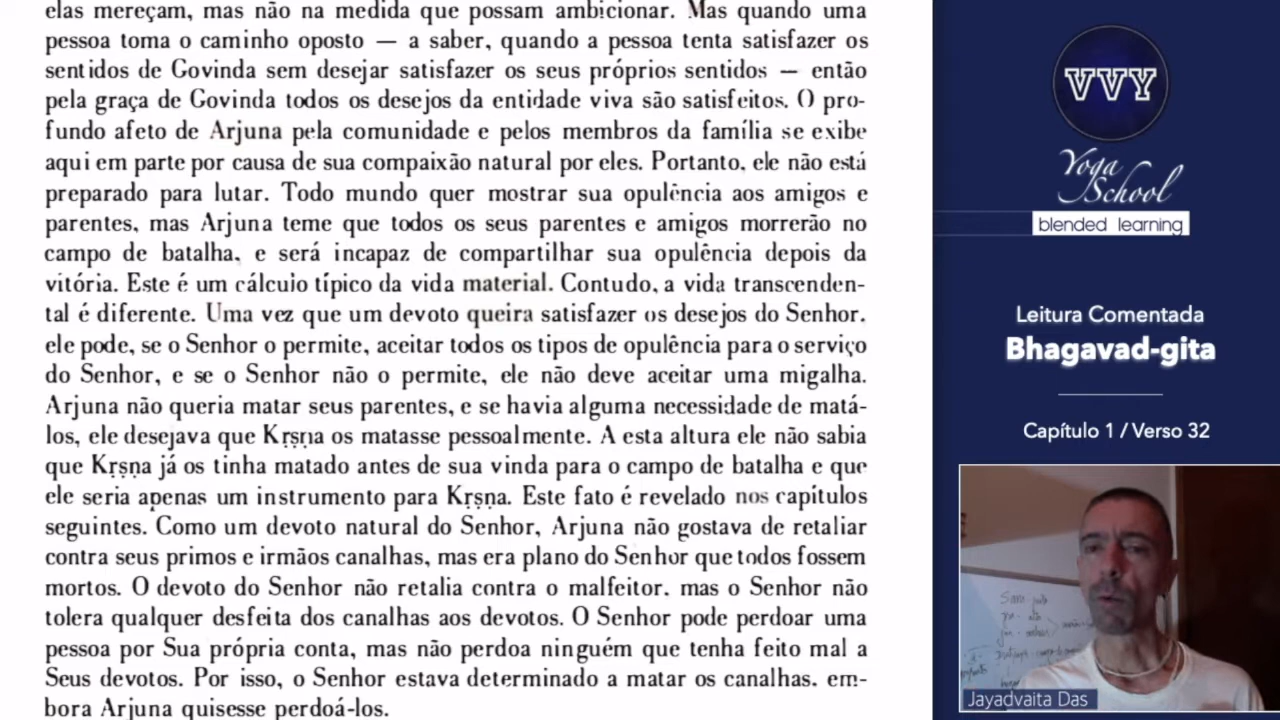 elas mereçam, mas não na medida que possam ambicionar. Mas quando uma
pessoa toma o caminho oposto — a saber, quando a pessoa tenta satisfazer os
sentidos de Govinda sem desejar satisfazer os seus próprios sentidos — então
pela graça de Govinda todos os desejos da entidade viva são satisfeitos. O pro-
fundo afeto de Arjuna pela comunidade e pelos membros da família se exibe
aqui em parte por causa de sua compaixão natural por eles. Portanto, ele não está
preparado para lutar. Todo mundo quer mostrar sua opulência aos amigos e
parentes, mas Arjuna teme que todos os seus parentes e amigos morrerão no
campo de batalha, e será incapaz de compartilhar sua opulência depois da
vitória. Este é um cálculo típico da vida material. Contudo, a vida transcenden-
tal é diferente. Uma vez que um devoto queira satisfazer os desejos do Senhor,
ele pode, se o Senhor o permite, aceitar todos os tipos de opulência para o serviço
do Senhor, e se o Senhor não o permite, ele não deve aceitar uma migalha.
Arjuna não queria matar seus parentes, e se havia alguma necessidade de matá-
los, ele desejava que Kṛṣṇa os matasse pessoalmente. A esta altura ele não sabia
que Kṛṣṇa já os tinha matado antes de sua vinda para o campo de batalha e que
ele seria apenas um instrumento para Kṛṣṇa. Este fato é revelado nos capítulos
seguintes. Como um devoto natural do Senhor, Arjuna não gostava de retaliar
contra seus primos e irmãos canalhas, mas era plano do Senhor que todos fossem
mortos. O devoto do Senhor não retalia contra o malfeitor, mas o Senhor não
tolera qualquer desfeita dos canalhas aos devotos. O Senhor pode perdoar uma
pessoa por Sua própria conta, mas não perdoa ninguém que tenha feito mal a
Seus devotos. Por isso, o Senhor estava determinado a matar os canalhas, em-
bora Arjuna quisesse perdoá-los.
VVY
Yoga
School
blended learning
Leitura Comentada
Bhagavad-gita
Capítulo 1 / Verso 32
Jayadvaita Das